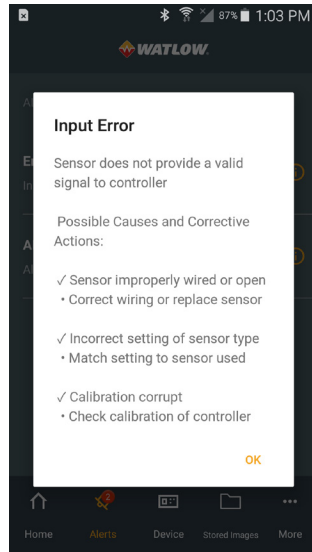 87% 1:03 PM
WATLOW.
Input Error
Sensor does not provide a valid
signal to controller
Possible Causes and Corrective
Actions:
✓ Sensor improperly wired or open
• Correct wiring or replace sensor
✓ Incorrect setting of sensor type
• Match setting to sensor used
✓ Calibration corrupt
• Check calibration of controller
OK
2
Home Alerts Device Stored Images More